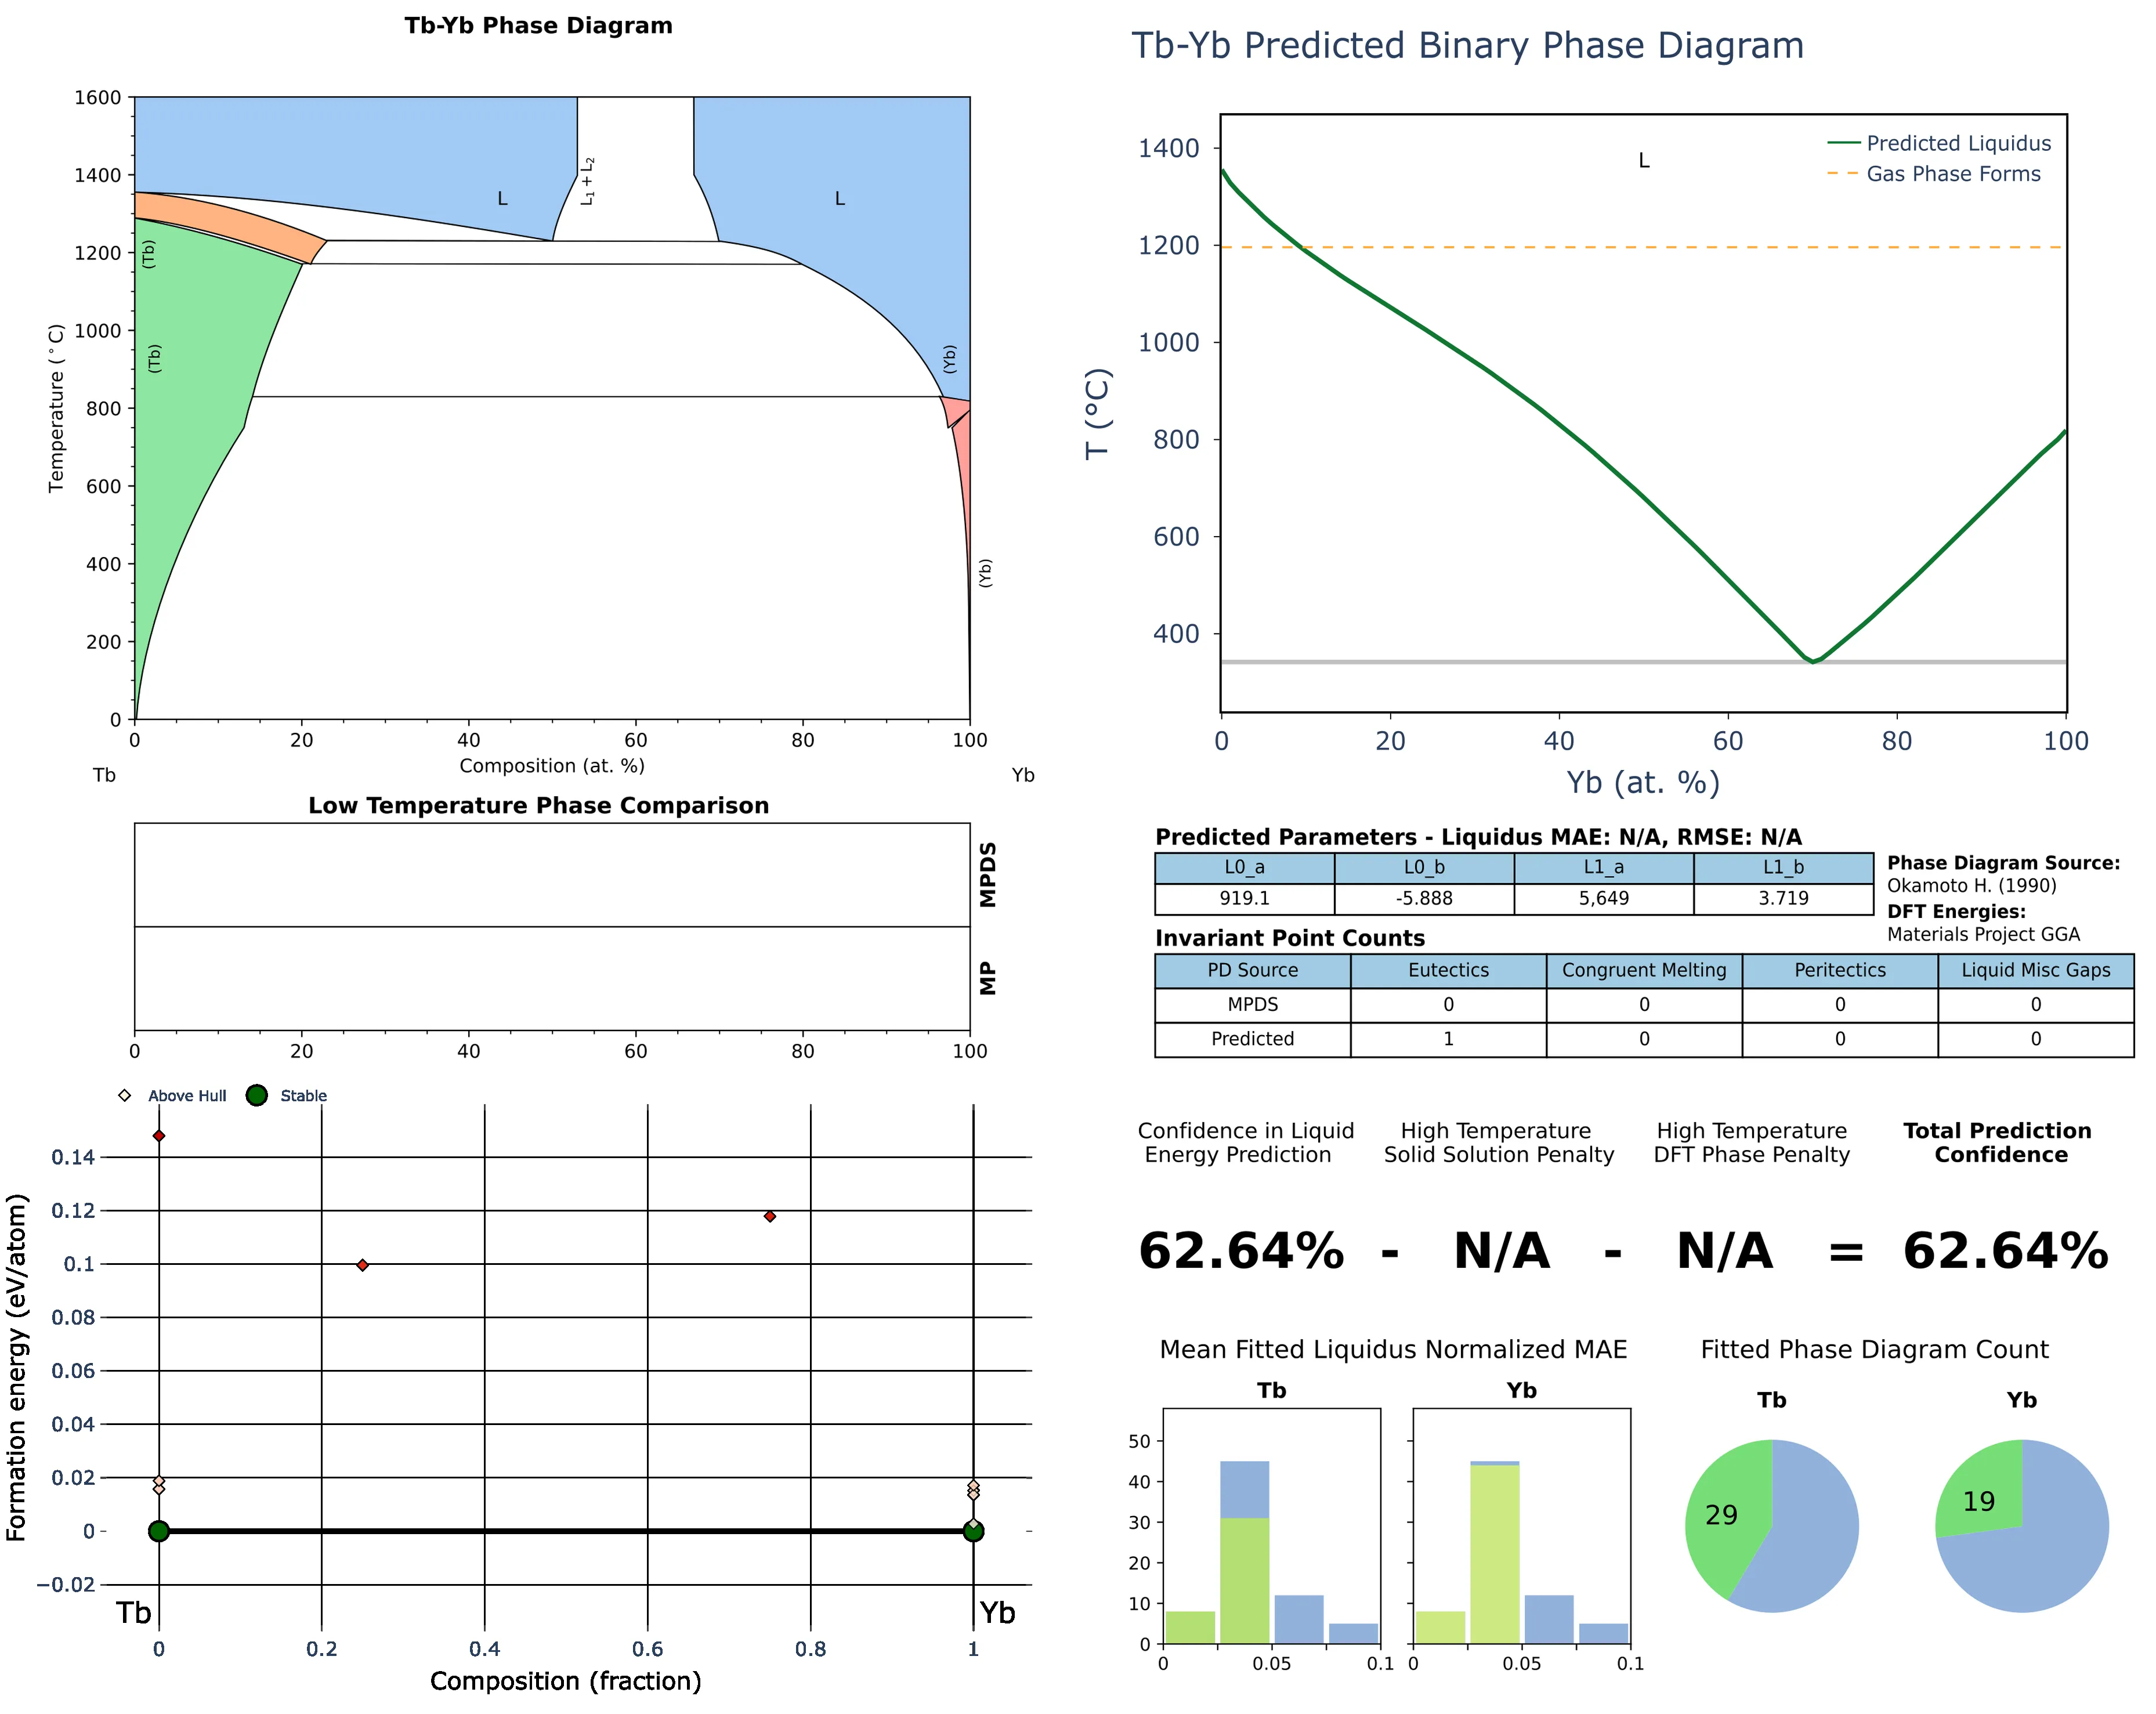 Tb-Yb Phase Diagram
1600
1400
1200
1000
800
600
400
200
0
Temperature (°C)
L
L
L₁ + L₂
(Tb)
(Tb)
(Yb)
(Yb)
0 20 40 60 80 100
Composition (at. %)
Tb Yb
Low Temperature Phase Comparison
MPDS
MP
0 20 40 60 80 100
Above Hull Stable
0.14
0.12
0.1
0.08
0.06
0.04
0.02
0
−0.02
Formation energy (eV/atom)
Tb Yb
0 0.2 0.4 0.6 0.8 1
Composition (fraction)
Tb-Yb Predicted Binary Phase Diagram
1400
1200
1000
800
600
400
T (°C)
L
Predicted Liquidus
Gas Phase Forms
0 20 40 60 80 100
Yb (at. %)
Predicted Parameters - Liquidus MAE: N/A, RMSE: N/A
L0_a L0_b L1_a L1_b
919.1 -5.888 5,649 3.719
Phase Diagram Source:
Okamoto H. (1990)
DFT Energies:
Materials Project GGA
Invariant Point Counts
PD Source Eutectics Congruent Melting Peritectics Liquid Misc Gaps
MPDS 0 0 0 0
Predicted 1 0 0 0
Confidence in Liquid
Energy Prediction
High Temperature
Solid Solution Penalty
High Temperature
DFT Phase Penalty
Total Prediction
Confidence
62.64% - N/A - N/A = 62.64%
Mean Fitted Liquidus Normalized MAE
Tb Yb
50
40
30
20
10
0
0 0.05 0.1 0 0.05 0.1
Fitted Phase Diagram Count
Tb Yb
29 19